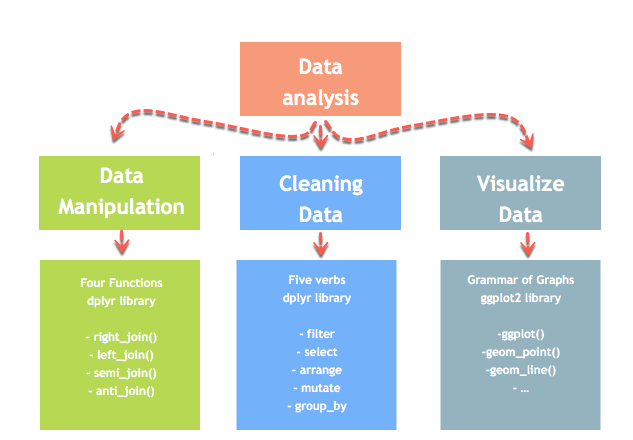 Data
analysis
Data
Manipulation
Cleaning
Data
Visualize
Data
Four Functions
dplyr library
- right_join()
- left_join()
- semi_join()
- anti_join()
Five verbs
dplyr library
- filter
- select
- arrange
- mutate
- group_by
Grammar of Graphs
ggplot2 library
-ggplot()
-geom_point()
-geom_line()
- ...